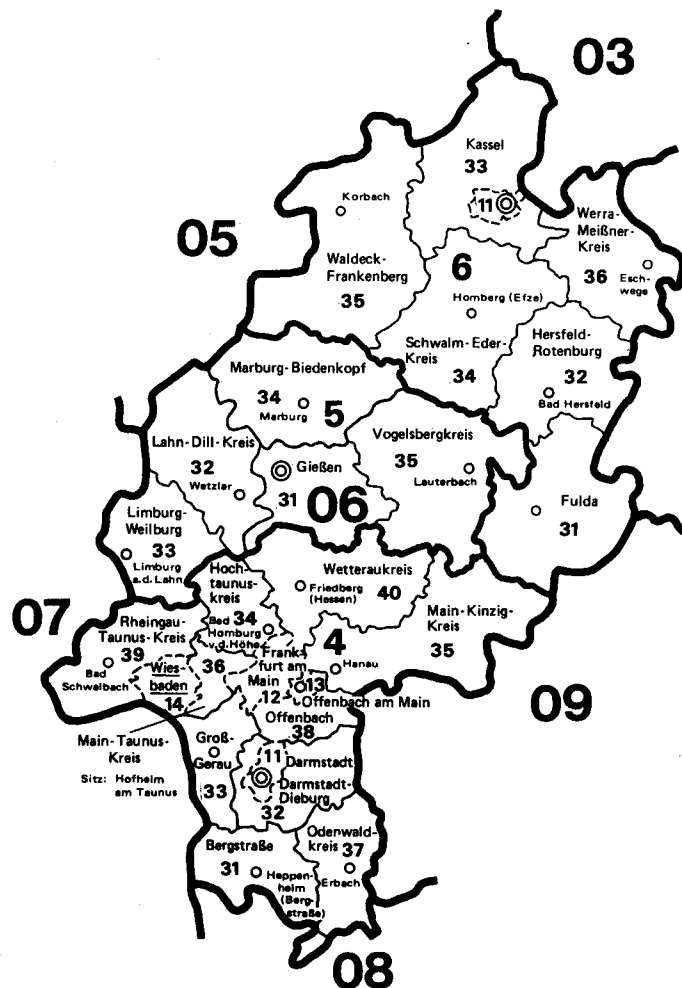 03
Kassel
33
11
Korbach
Werra-
Meißner-
Kreis
36
Esch-
wege
05
Waldeck-
Frankenberg
35
6
Homberg (Efze)
Schwalm-Eder-
Kreis
34
Hersfeld-
Rotenburg
32
Bad Hersfeld
Marburg-Biedenkopf
34
Marburg
5
Lahn-Dill-Kreis
32
Wetzlar
Gießen
31
06
Vogelsbergkreis
35
Lauterbach
Fulda
31
Limburg-
Weilburg
33
Limburg
a.d. Lahn
Hoch-
taunus-
kreis
34
Bad
Homburg
v.d.Höhe
Wetteraukreis
Friedberg
(Hessen)
40
Main-Kinzig-
Kreis
35
07
Rheingau-
Taunus-Kreis
39
Bad
Schwalbach
36
Wies-
baden
14
4
Hanau
Frank-
furt am
Main
12
13
Offenbach am Main
Offenbach
38
09
Main-Taunus-
Kreis
Sitz: Hofheim
am Taunus
Groß-
Gerau
33
11
Darmstadt
Darmstadt-
Dieburg
32
Odenwald-
kreis
37
Erbach
Bergstraße
31
Heppen-
heim
(Berg-
straße)
08